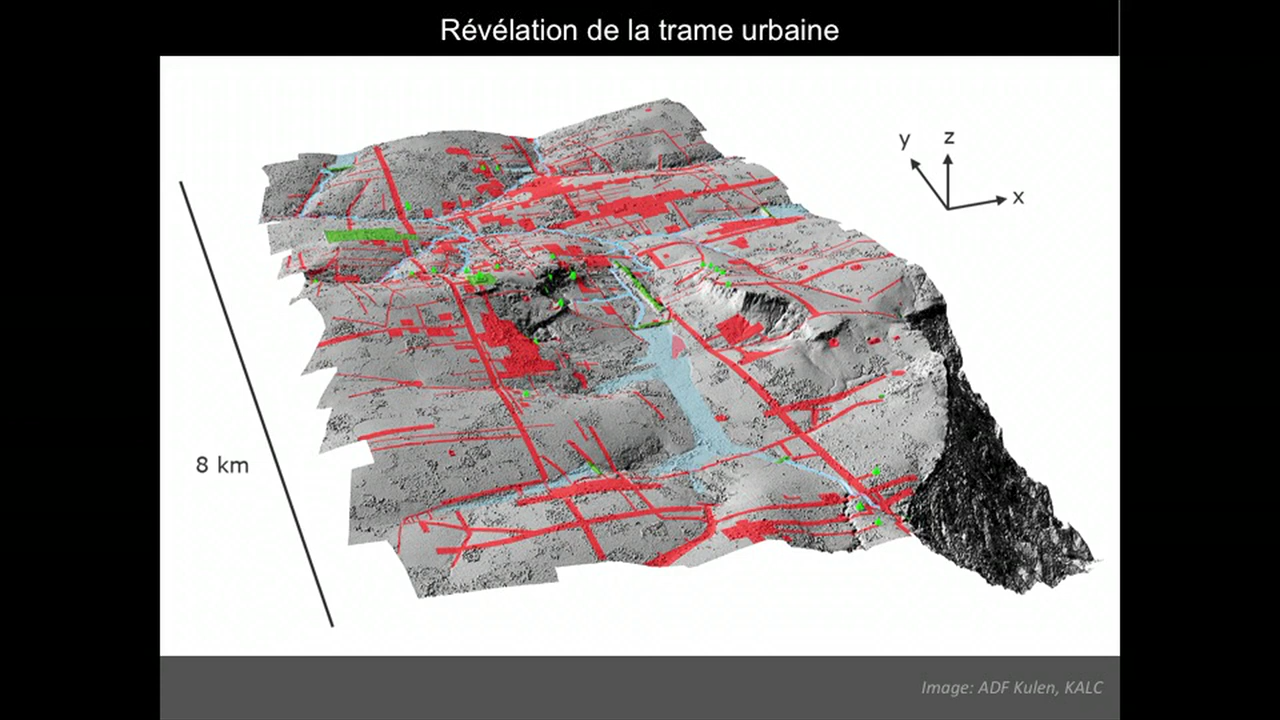 Révélation de la trame urbaine
y z
x
8 km
Image: ADF Kulen, KALC